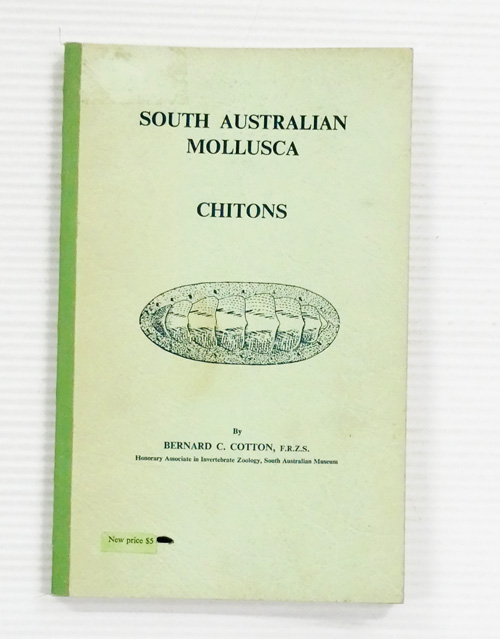 SOUTH AUSTRALIAN
MOLLUSCA
CHITONS
By
BERNARD C. COTTON, F.R.Z.S.
Honorary Associate in Invertebrate Zoology, South Australian Museum
New price $5